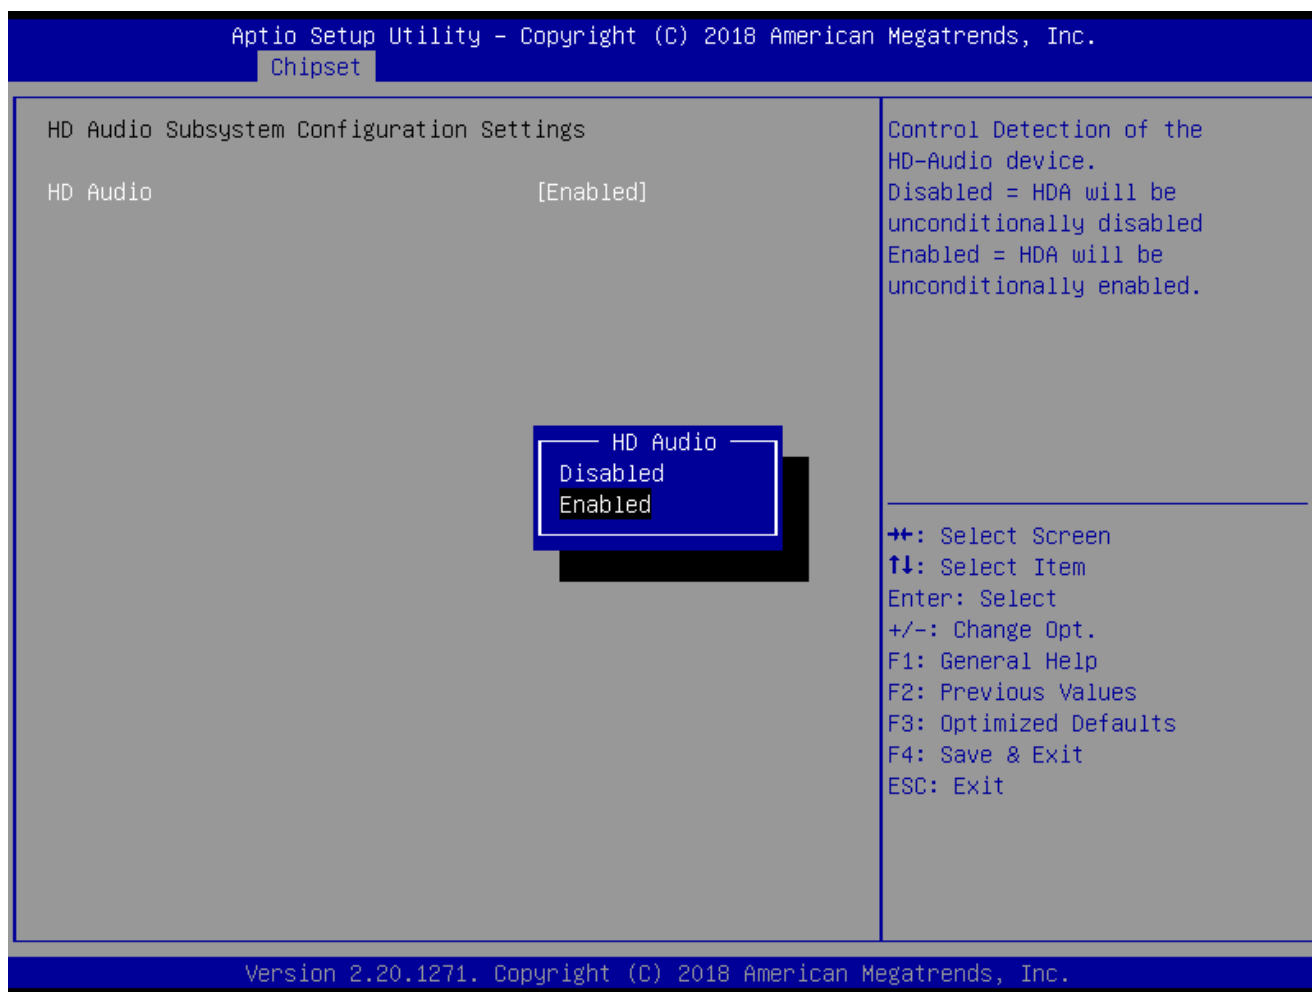 Aptio Setup Utility – Copyright (C) 2018 American Megatrends, Inc.
Chipset
HD Audio Subsystem Configuration Settings
HD Audio [Enabled]
Control Detection of the
HD-Audio device.
Disabled = HDA will be
unconditionally disabled
Enabled = HDA will be
unconditionally enabled.
HD Audio
Disabled
Enabled
→←: Select Screen
↑↓: Select Item
Enter: Select
+/-: Change Opt.
F1: General Help
F2: Previous Values
F3: Optimized Defaults
F4: Save & Exit
ESC: Exit
Version 2.20.1271. Copyright (C) 2018 American Megatrends, Inc.